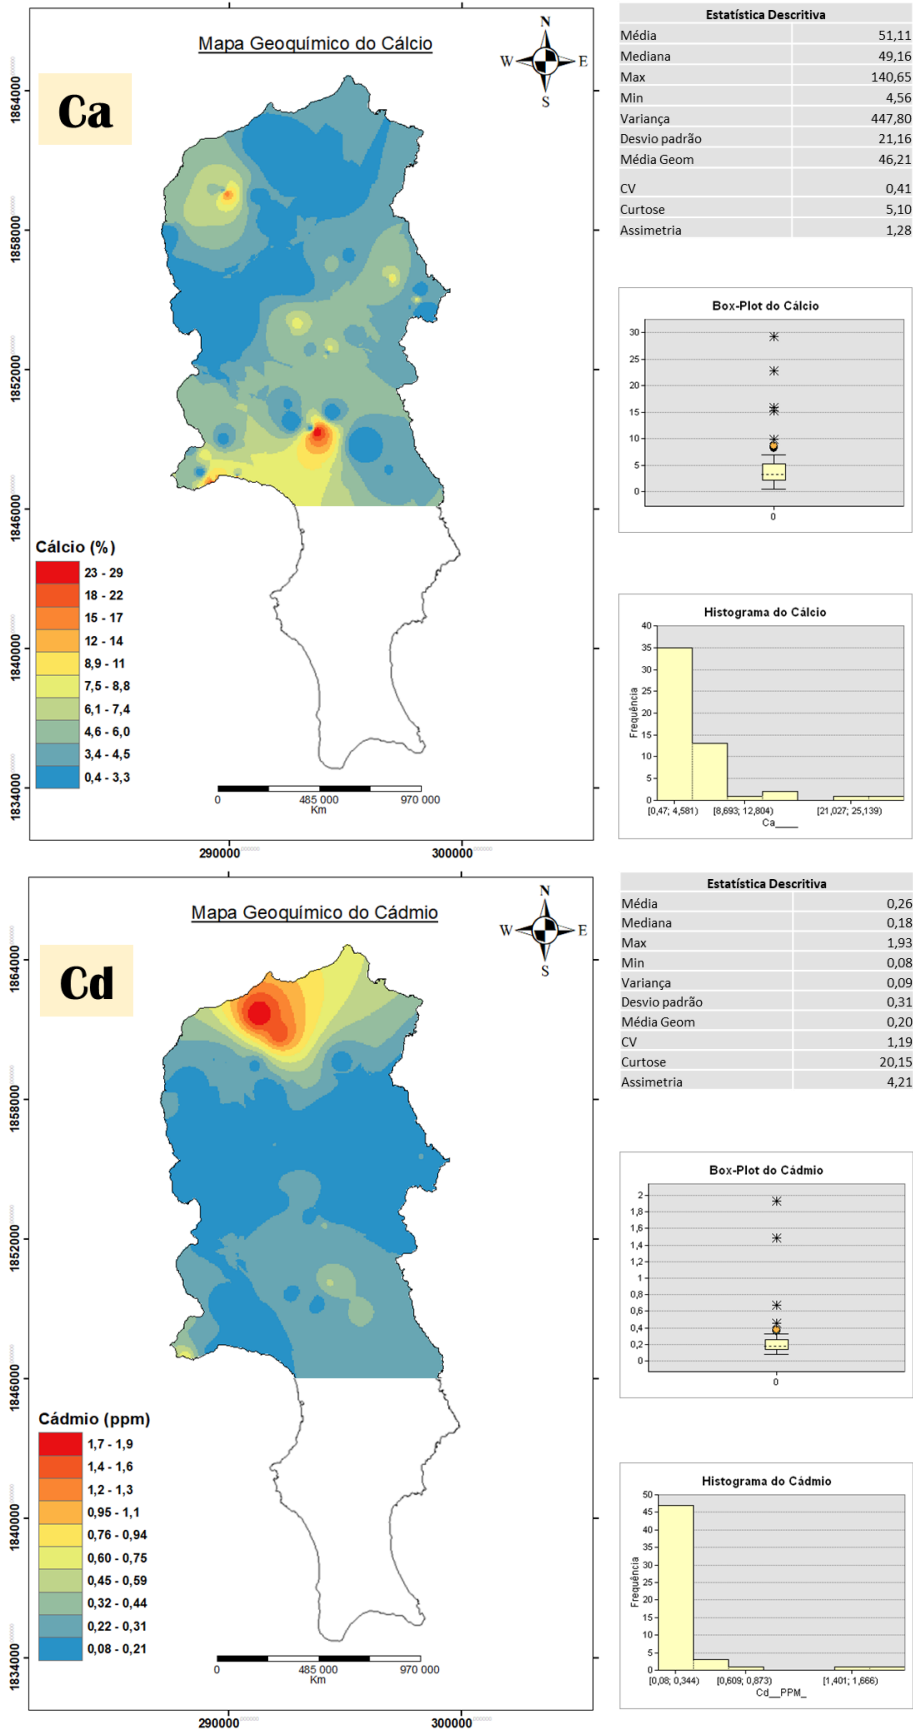 Mapa Geoquímico do Cálcio
Ca
N
W
E
S
1864000
1858000
1852000
1846000
1840000
1834000
Cálcio (%)
23 - 29
18 - 22
15 - 17
12 - 14
8,9 - 11
7,5 - 8,8
6,1 - 7,4
4,6 - 6,0
3,4 - 4,5
0,4 - 3,3
0 485 000 970 000
Km
290000 300000
Estatística Descritiva
Média 51,11
Mediana 49,16
Max 140,65
Min 4,56
Variança 447,80
Desvio padrão 21,16
Média Geom 46,21
CV 0,41
Curtose 5,10
Assimetria 1,28
Box-Plot do Cálcio
30
25
20
15
10
5
0
0
Histograma do Cálcio
Frequência
40
35
30
25
20
15
10
5
0
[0,47; 4,581) [8,693; 12,804) [21,027; 25,139)
Ca____
Mapa Geoquímico do Cádmio
Cd
N
W
E
S
1864000
1858000
1852000
1846000
1840000
1834000
Cádmio (ppm)
1,7 - 1,9
1,4 - 1,6
1,2 - 1,3
0,95 - 1,1
0,76 - 0,94
0,60 - 0,75
0,45 - 0,59
0,32 - 0,44
0,22 - 0,31
0,08 - 0,21
0 485 000 970 000
Km
290000 300000
Estatística Descritiva
Média 0,26
Mediana 0,18
Max 1,93
Min 0,08
Variança 0,09
Desvio padrão 0,31
Média Geom 0,20
CV 1,19
Curtose 20,15
Assimetria 4,21
Box-Plot do Cádmio
2
1,8
1,6
1,4
1,2
1
0,8
0,6
0,4
0,2
0
0
Histograma do Cádmio
Frequência
50
45
40
35
30
25
20
15
10
5
0
[0,08; 0,344) [0,609; 0,873) [1,401; 1,666)
Cd__PPM_